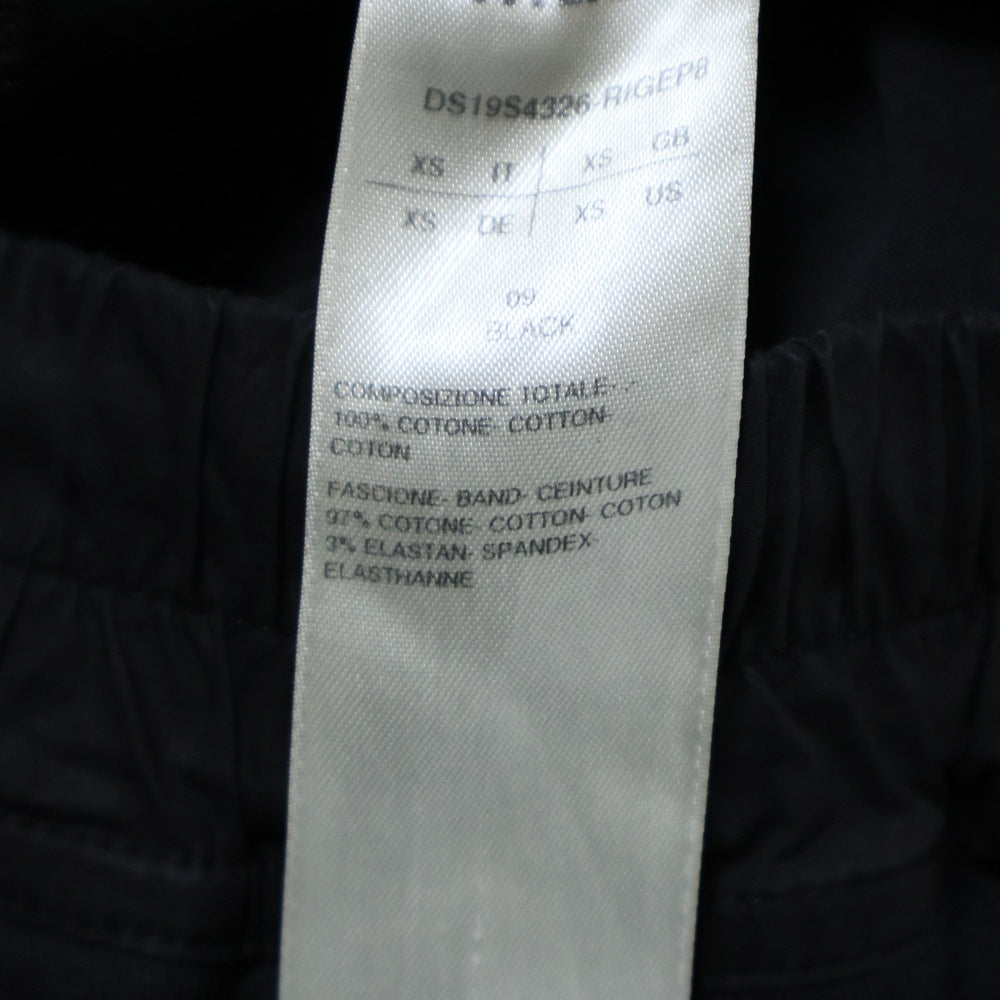 DS19S4326-RIGEP8
XS IT XS GB
XS DE XS US
09
BLACK
COMPOSIZIONE TOTALE- -
100% COTONE- COTTON-
COTON
FASCIONE- BAND- CEINTURE
97% COTONE- COTTON- COTON
3% ELASTAN- SPANDEX-
ELASTHANNE